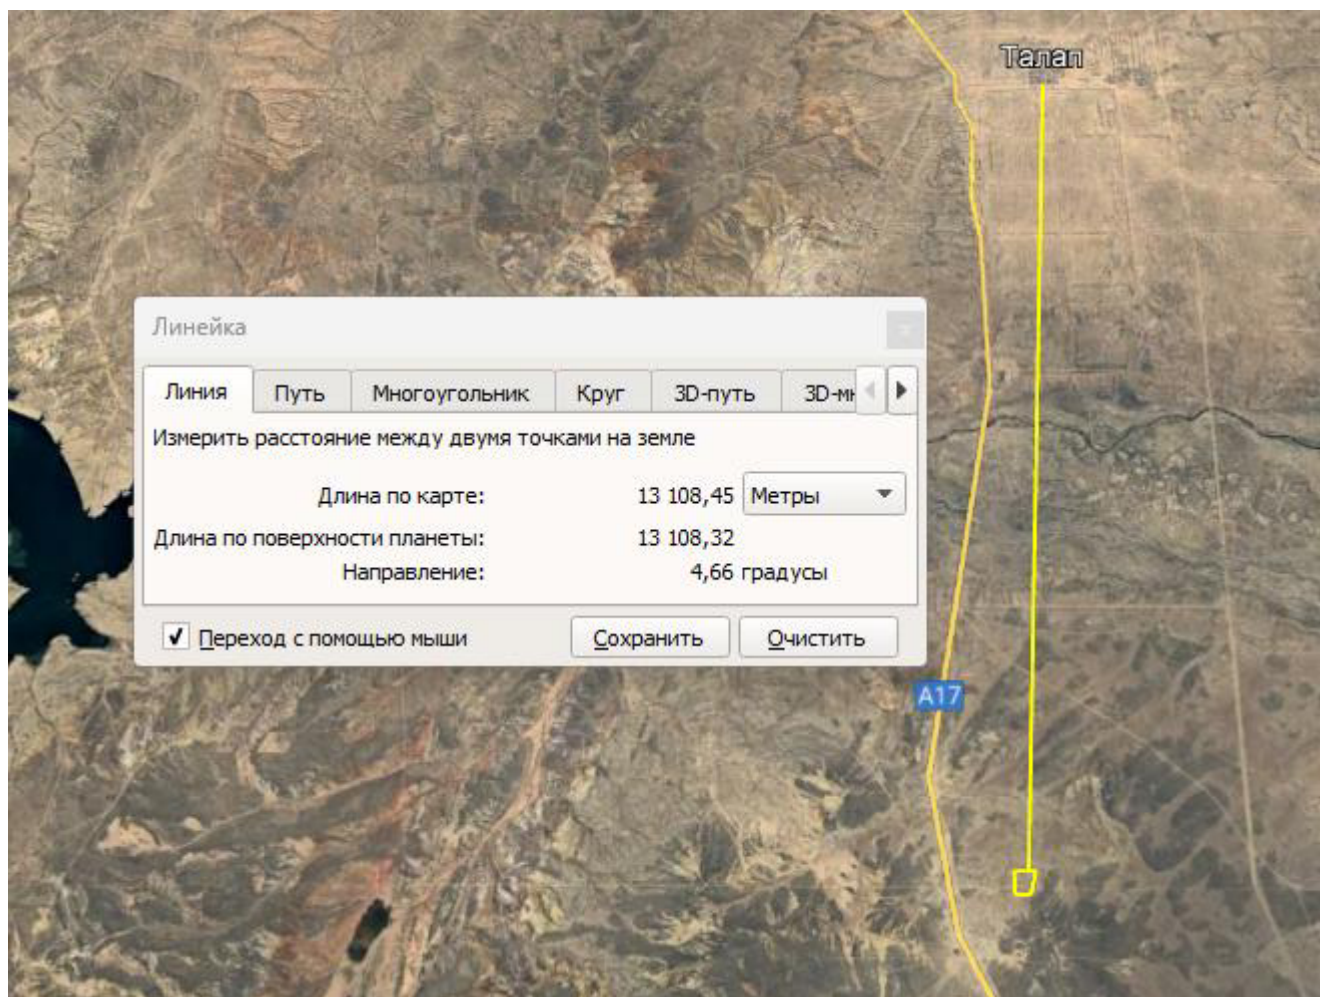 Талап
Линейка
Линия Путь Многоугольник Круг 3D-путь 3D-мн
Измерить расстояние между двумя точками на земле
Длина по карте: 13 108,45 Метры
Длина по поверхности планеты: 13 108,32
Направление: 4,66 градусы
Переход с помощью мыши Сохранить Очистить
A17